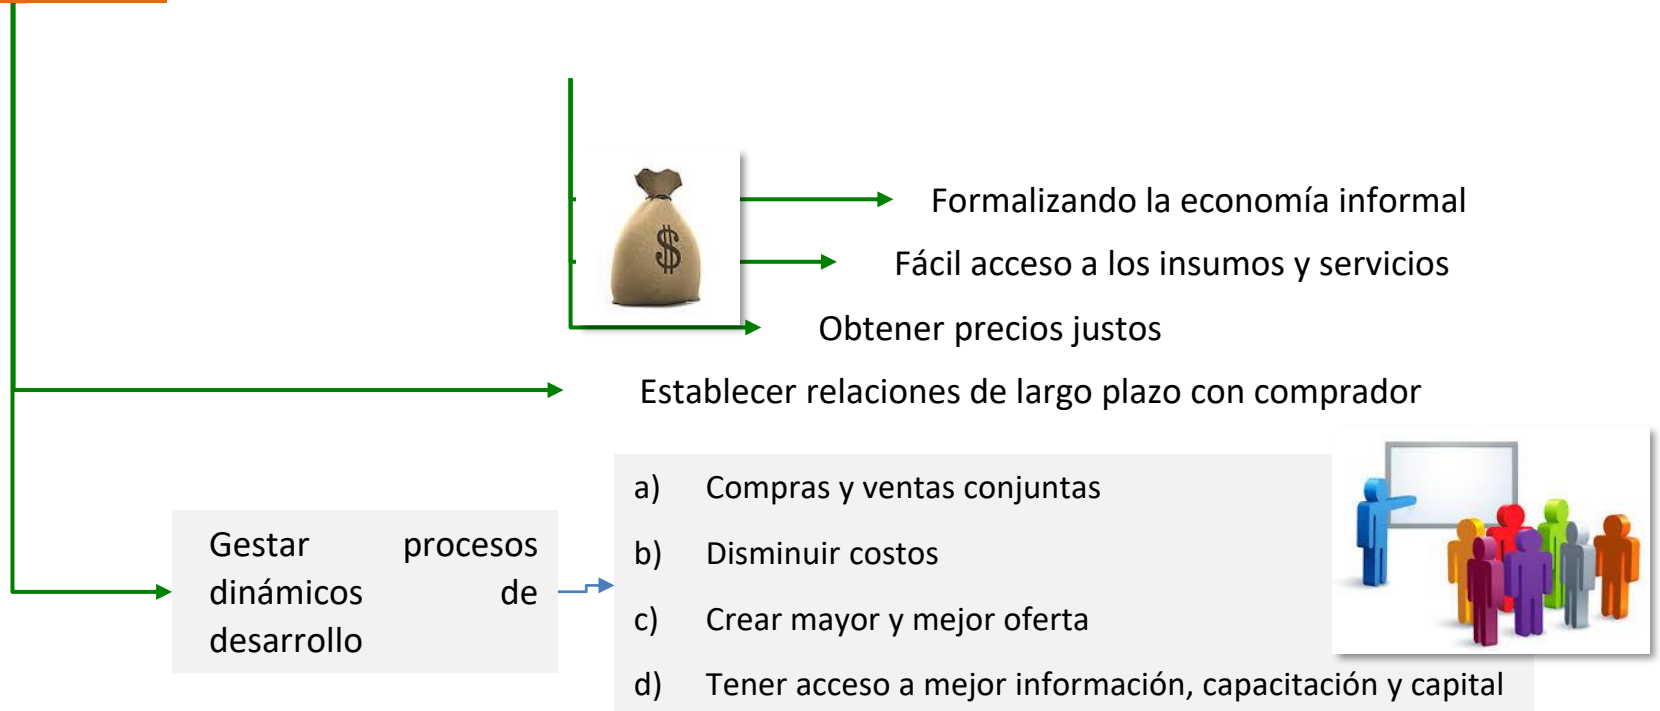 $
Formalizando la economía informal
Fácil acceso a los insumos y servicios
Obtener precios justos
Establecer relaciones de largo plazo con comprador
Gestar procesos
dinámicos de
desarrollo
a) Compras y ventas conjuntas
b) Disminuir costos
c) Crear mayor y mejor oferta
d) Tener acceso a mejor información, capacitación y capital